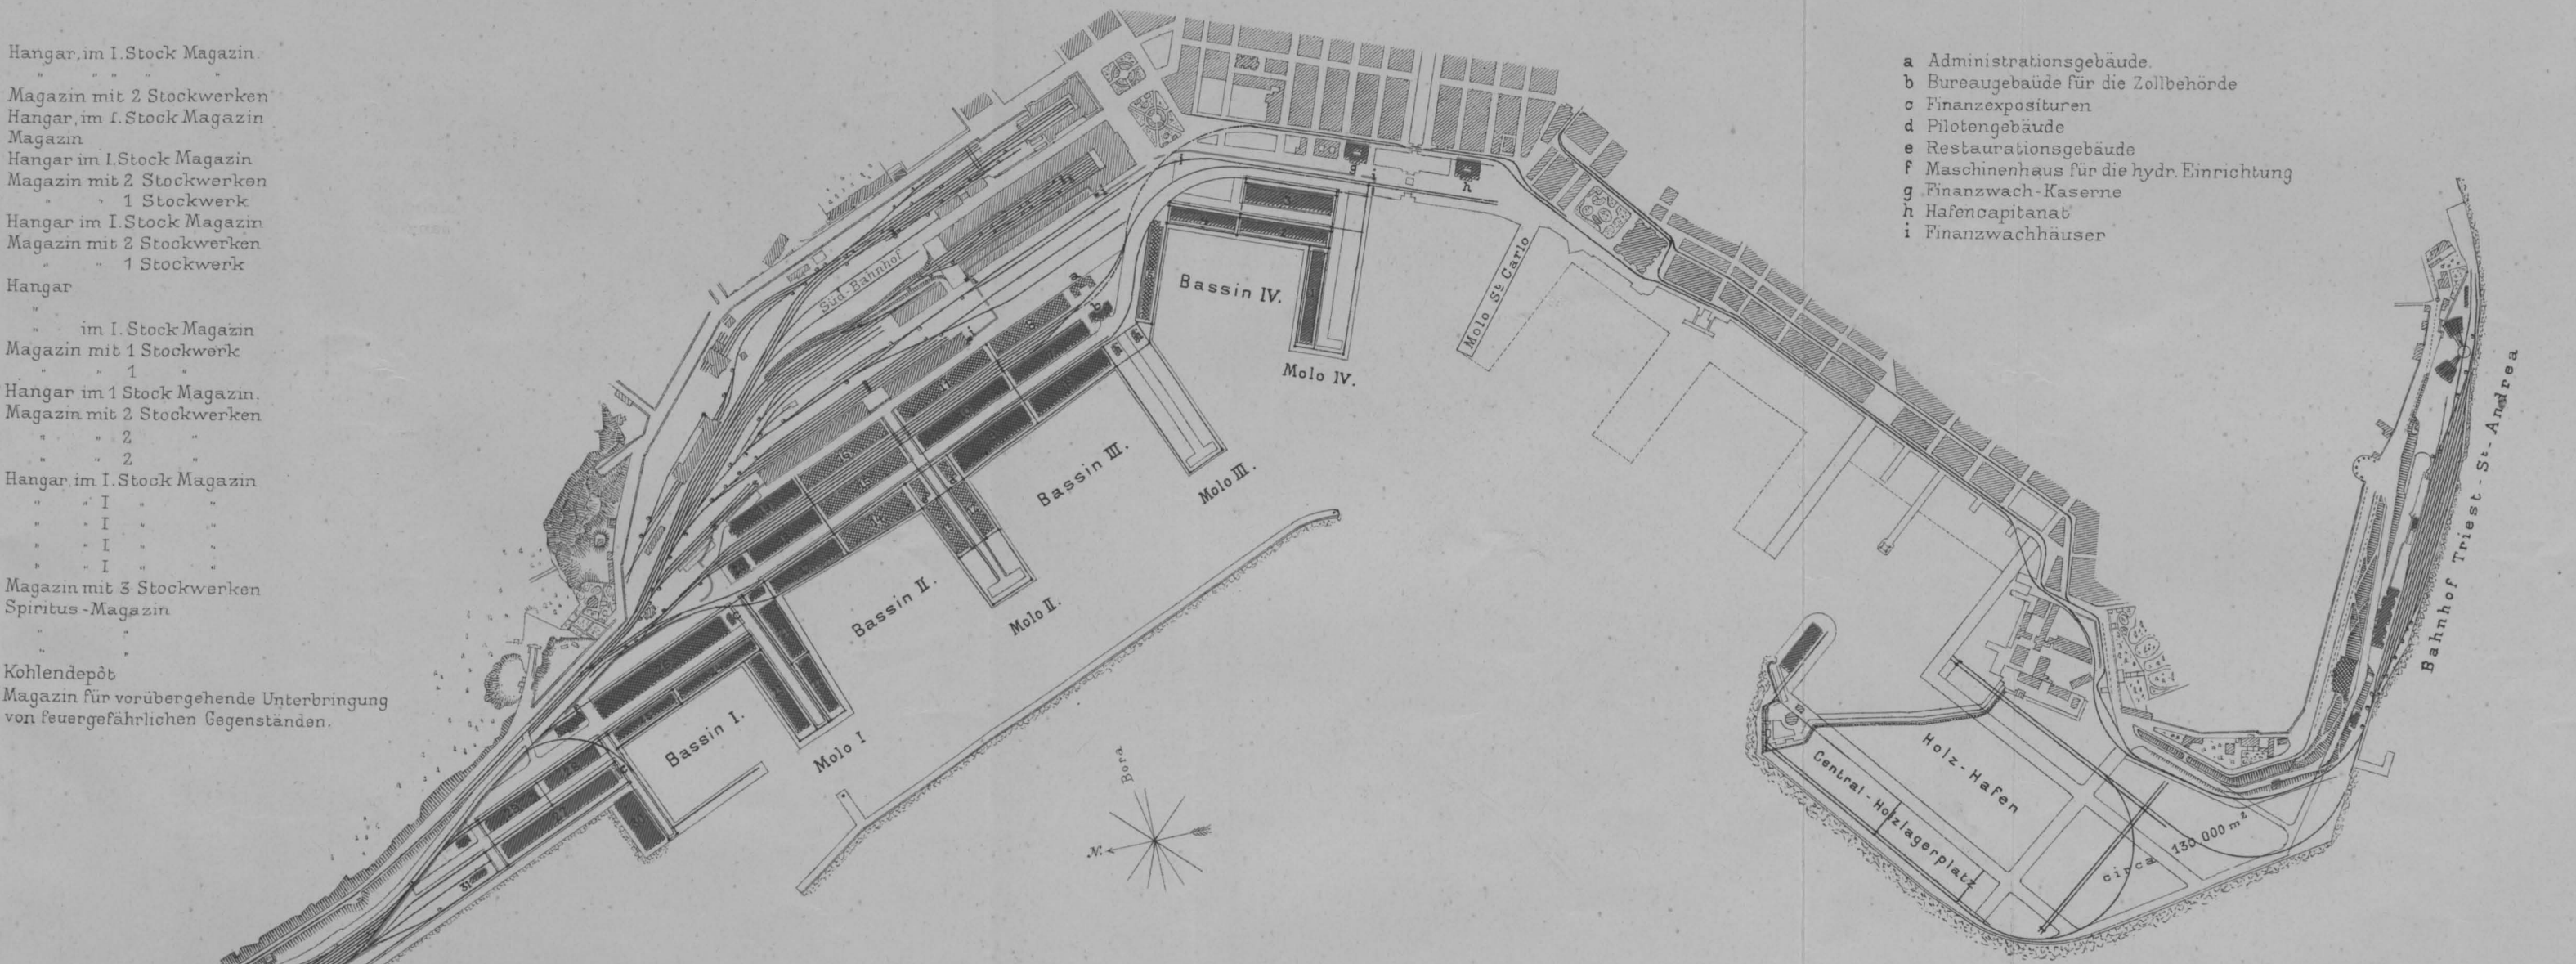 Hangar, im I. Stock Magazin.
" " " " "
Magazin mit 2 Stockwerken
Hangar, im I. Stock Magazin
Magazin
Hangar im I. Stock Magazin
Magazin mit 2 Stockwerken
" " 1 Stockwerk
Hangar im I. Stock Magazin
Magazin mit 2 Stockwerken
" " 1 Stockwerk
Hangar
"
" im I. Stock Magazin
Magazin mit 1 Stockwerk
" " 1 "
Hangar im 1 Stock Magazin.
Magazin mit 2 Stockwerken
" " 2 "
" " 2 "
Hangar im I. Stock Magazin
" " I " "
" " I " "
" " I " "
" " I " "
Magazin mit 3 Stockwerken
Spiritus-Magazin
" "
" "
Kohlendepôt
Magazin für vorübergehende Unterbringung
von feuergefährlichen Gegenständen.
a Administrationsgebäude.
b Bureaugebäude für die Zollbehörde
c Finanzexposituren
d Pilotengebäude
e Restaurationsgebäude
f Maschinenhaus für die hydr. Einrichtung
g Finanzwach-Kaserne
h Hafencapitanat
i Finanzwachhäuser
Süd-Bahnhof
a
b
g
i
h
i
8
3
Bassin IV.
Molo IV.
Molo St. Carlo
Bassin III.
Molo III.
Bassin II.
Molo II.
Bassin I.
Molo I
31
Bora
N.
Holz-Hafen
Central-Holzlagerplatz
circa 130.000 m²
Bahnhof Triest-St. Andrea